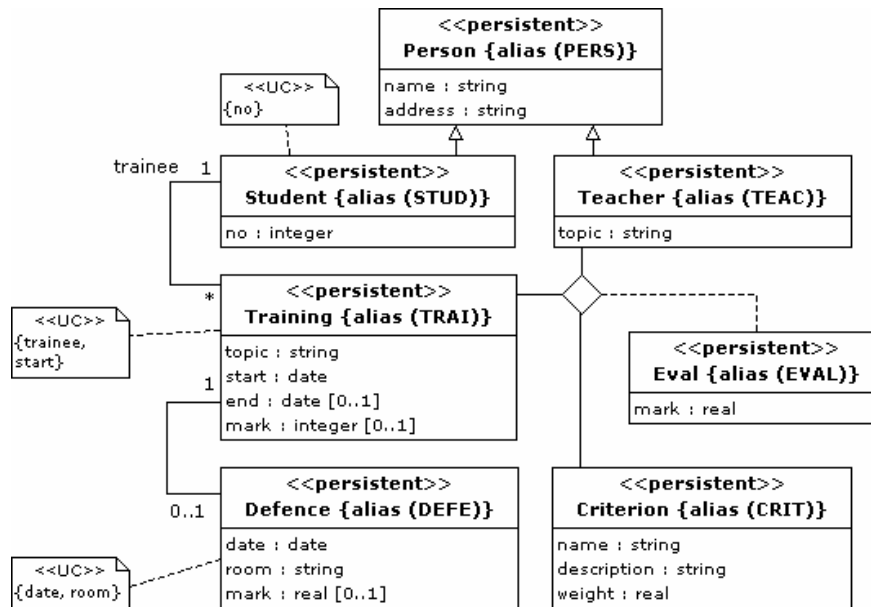 <<persistent>>
Person {alias (PERS)}
name : string
address : string
<<UC>>
{no}
trainee 1
<<persistent>>
Student {alias (STUD)}
no : integer
<<persistent>>
Teacher {alias (TEAC)}
topic : string
*
<<UC>>
{trainee,
start}
<<persistent>>
Training {alias (TRAI)}
topic : string
start : date
end : date [0..1]
mark : integer [0..1]
1
<<persistent>>
Eval {alias (EVAL)}
mark : real
0..1
<<persistent>>
Defence {alias (DEFE)}
date : date
room : string
mark : real [0..1]
<<persistent>>
Criterion {alias (CRIT)}
name : string
description : string
weight : real
<<UC>>
{date, room}